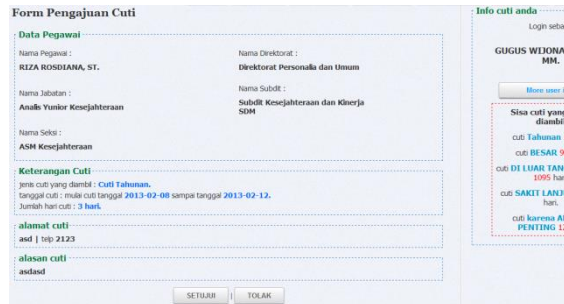 Form Pengajuan Cuti
Data Pegawai
Nama Pegawai :
RIZA ROSDIANA, ST.
Nama Direktorat :
Direktorat Personalia dan Umum
Nama Jabatan :
Analis Yunior Kesejahteraan
Nama Subdit :
Subdit Kesejahteraan dan Kinerja
SDM
Nama Seksi :
ASM Kesejahteraan
Keterangan Cuti
jenis cuti yang diambil : Cuti Tahunan.
tanggal cuti : mulai cuti tanggal 2013-02-08 sampai tanggal 2013-02-12.
Jumlah hari cuti : 3 hari.
alamat cuti
asd | telp 2123
alasan cuti
asdasd
SETUJUI | TOLAK
Info cuti anda
Login seba
GUGUS WIJONA
MM.
More user
Sisa cuti yang
diambil
cuti Tahunan
cuti BESAR 9
cuti DI LUAR TAN
1095 har
cuti SAKIT LANJ
hari.
cuti karena A
PENTING 1